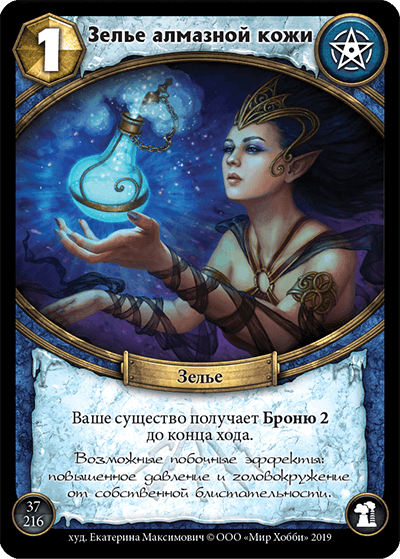 1
Зелье алмазной кожи
Зелье
Ваше существо получает Броню 2
до конца хода.
Возможные побочные эффекты:
повышенное давление и головокружение
от собственной блистательности.
37
216
худ. Екатерина Максимович © ООО «Мир Хобби» 2019